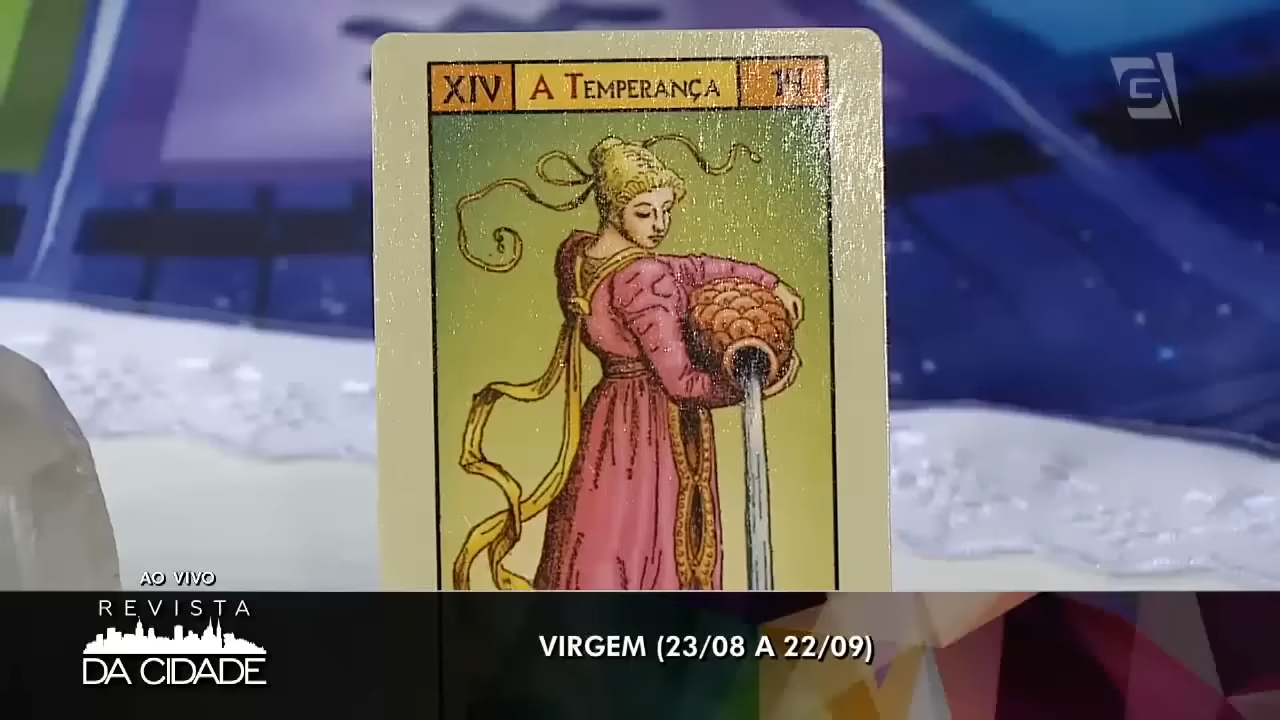 XIV A TEMPERANÇA 14
AO VIVO
REVISTA
DA CIDADE
VIRGEM (23/08 A 22/09)